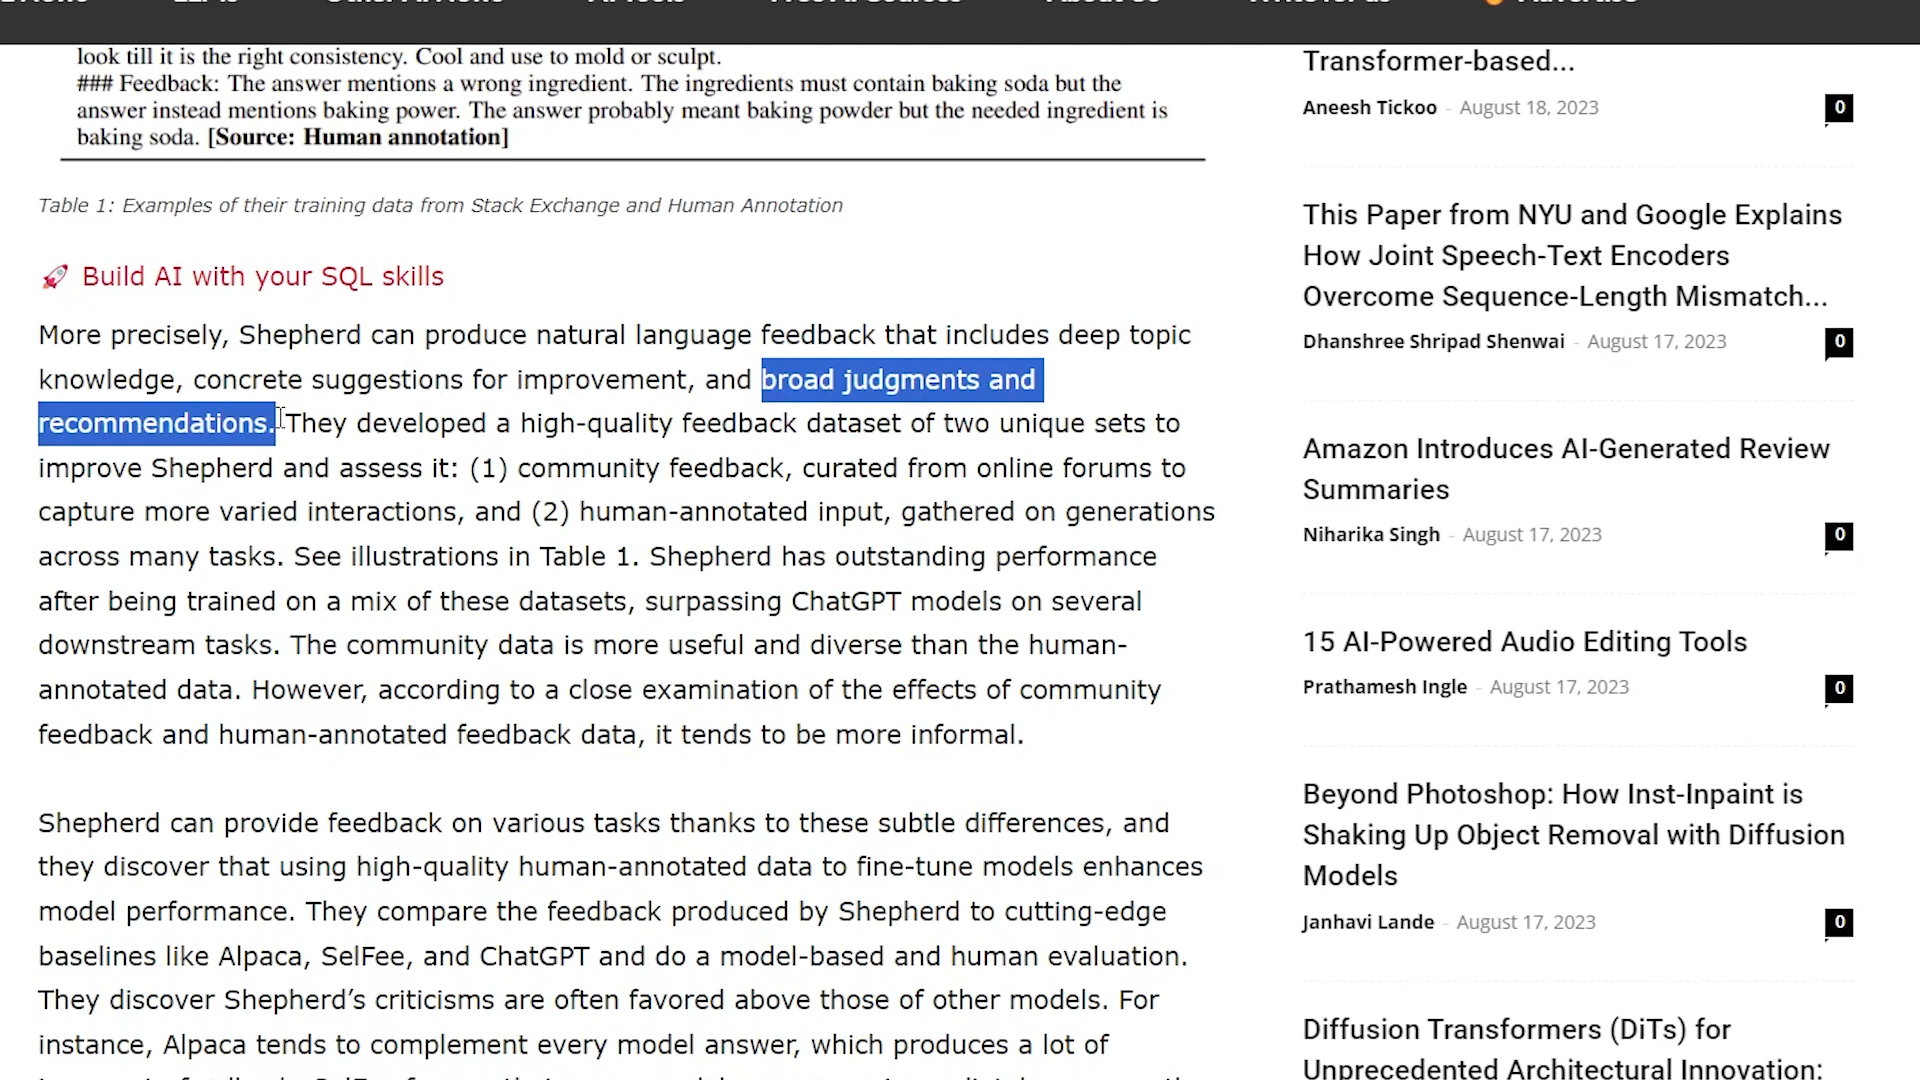 look till it is the right consistency. Cool and use to mold or sculpt.
### Feedback: The answer mentions a wrong ingredient. The ingredients must contain baking soda but the
answer instead mentions baking power. The answer probably meant baking powder but the needed ingredient is
baking soda. [Source: Human annotation]
Table 1: Examples of their training data from Stack Exchange and Human Annotation
🚀 Build AI with your SQL skills
More precisely, Shepherd can produce natural language feedback that includes deep topic
knowledge, concrete suggestions for improvement, and broad judgments and
recommendations. They developed a high-quality feedback dataset of two unique sets to
improve Shepherd and assess it: (1) community feedback, curated from online forums to
capture more varied interactions, and (2) human-annotated input, gathered on generations
across many tasks. See illustrations in Table 1. Shepherd has outstanding performance
after being trained on a mix of these datasets, surpassing ChatGPT models on several
downstream tasks. The community data is more useful and diverse than the human-
annotated data. However, according to a close examination of the effects of community
feedback and human-annotated feedback data, it tends to be more informal.
Shepherd can provide feedback on various tasks thanks to these subtle differences, and
they discover that using high-quality human-annotated data to fine-tune models enhances
model performance. They compare the feedback produced by Shepherd to cutting-edge
baselines like Alpaca, SelFee, and ChatGPT and do a model-based and human evaluation.
They discover Shepherd’s criticisms are often favored above those of other models. For
instance, Alpaca tends to complement every model answer, which produces a lot of
Transformer-based...
Aneesh Tickoo - August 18, 2023
0
This Paper from NYU and Google Explains
How Joint Speech-Text Encoders
Overcome Sequence-Length Mismatch...
Dhanshree Shripad Shenwai - August 17, 2023
0
Amazon Introduces AI-Generated Review
Summaries
Niharika Singh - August 17, 2023
0
15 AI-Powered Audio Editing Tools
Prathamesh Ingle - August 17, 2023
0
Beyond Photoshop: How Inst-Inpaint is
Shaking Up Object Removal with Diffusion
Models
Janhavi Lande - August 17, 2023
0
Diffusion Transformers (DiTs) for
Unprecedented Architectural Innovation: